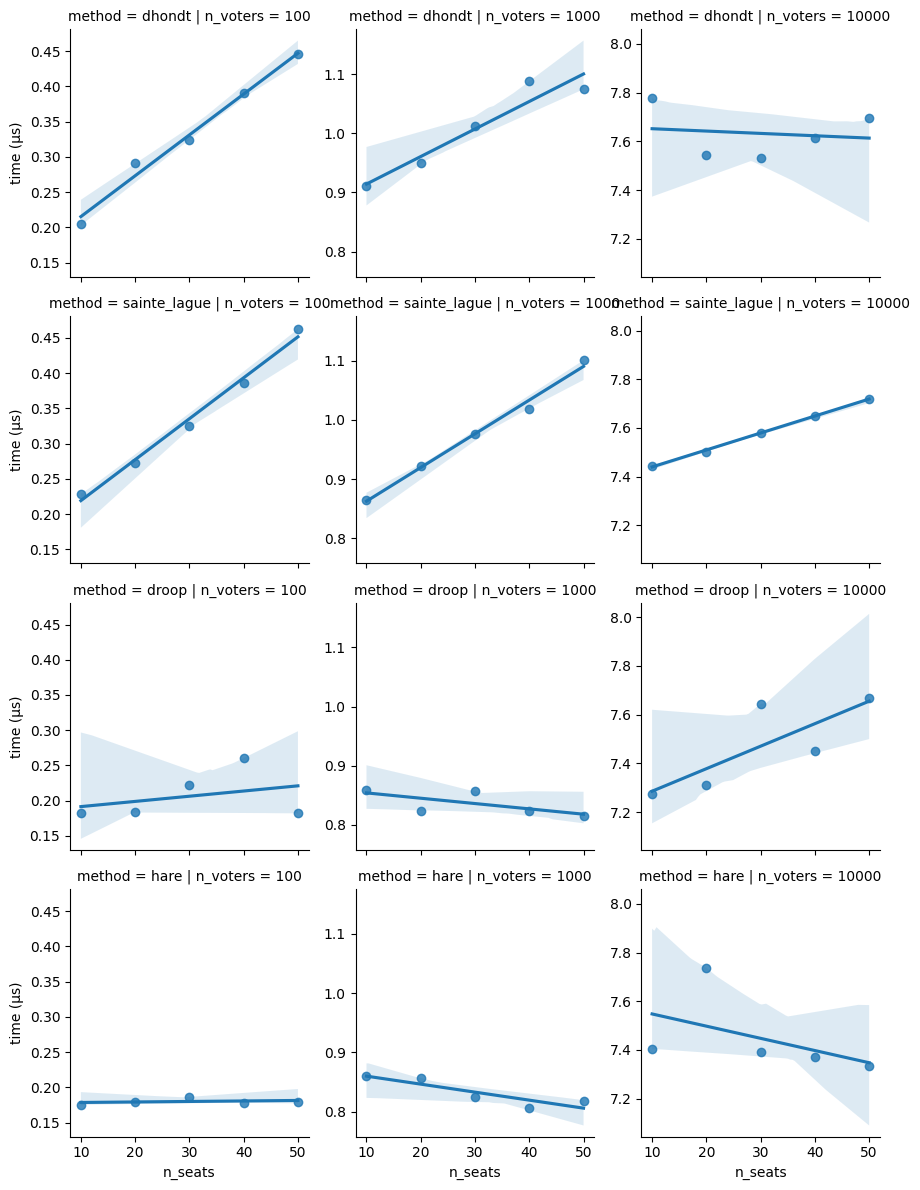 method = dhondt | n_voters = 100
method = dhondt | n_voters = 1000
method = dhondt | n_voters = 10000
time (µs)
0.45
0.40
0.35
0.30
0.25
0.20
0.15
1.1
1.0
0.9
0.8
8.0
7.8
7.6
7.4
7.2
method = sainte_lague | n_voters = 100
method = sainte_lague | n_voters = 1000
method = sainte_lague | n_voters = 10000
time (µs)
0.45
0.40
0.35
0.30
0.25
0.20
0.15
1.1
1.0
0.9
0.8
8.0
7.8
7.6
7.4
7.2
method = droop | n_voters = 100
method = droop | n_voters = 1000
method = droop | n_voters = 10000
time (µs)
0.45
0.40
0.35
0.30
0.25
0.20
0.15
1.1
1.0
0.9
0.8
8.0
7.8
7.6
7.4
7.2
method = hare | n_voters = 100
method = hare | n_voters = 1000
method = hare | n_voters = 10000
time (µs)
0.45
0.40
0.35
0.30
0.25
0.20
0.15
1.1
1.0
0.9
0.8
8.0
7.8
7.6
7.4
7.2
10 20 30 40 50
10 20 30 40 50
10 20 30 40 50
n_seats
n_seats
n_seats